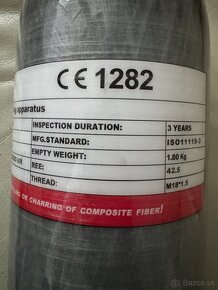 CE 1282
apparatus
INSPECTION DURATION: 3 YEARS
MFG.STANDARD: ISO11119-3
EMPTY WEIGHT: 1.80 Kg
AIR REE: 42.5
THREAD: M18*1.5
OR CHARRING OF COMPOSITE FIBER!
bazos.sk